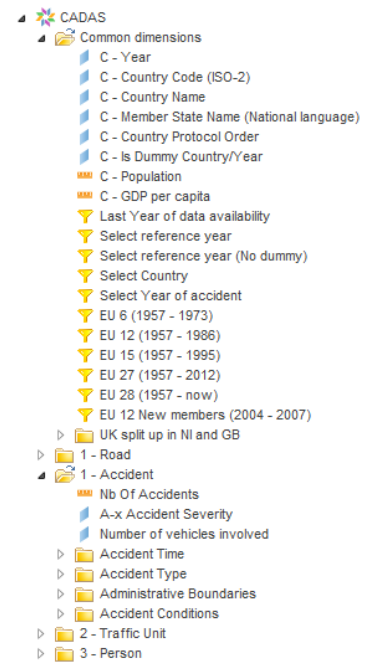 CADAS
Common dimensions
C - Year
C - Country Code (ISO-2)
C - Country Name
C - Member State Name (National language)
C - Country Protocol Order
C - Is Dummy Country/Year
C - Population
C - GDP per capita
Last Year of data availability
Select reference year
Select reference year (No dummy)
Select Country
Select Year of accident
EU 6 (1957 - 1973)
EU 12 (1957 - 1986)
EU 15 (1957 - 1995)
EU 27 (1957 - 2012)
EU 28 (1957 - now)
EU 12 New members (2004 - 2007)
UK split up in NI and GB
1 - Road
1 - Accident
Nb Of Accidents
A-x Accident Severity
Number of vehicles involved
Accident Time
Accident Type
Administrative Boundaries
Accident Conditions
2 - Traffic Unit
3 - Person